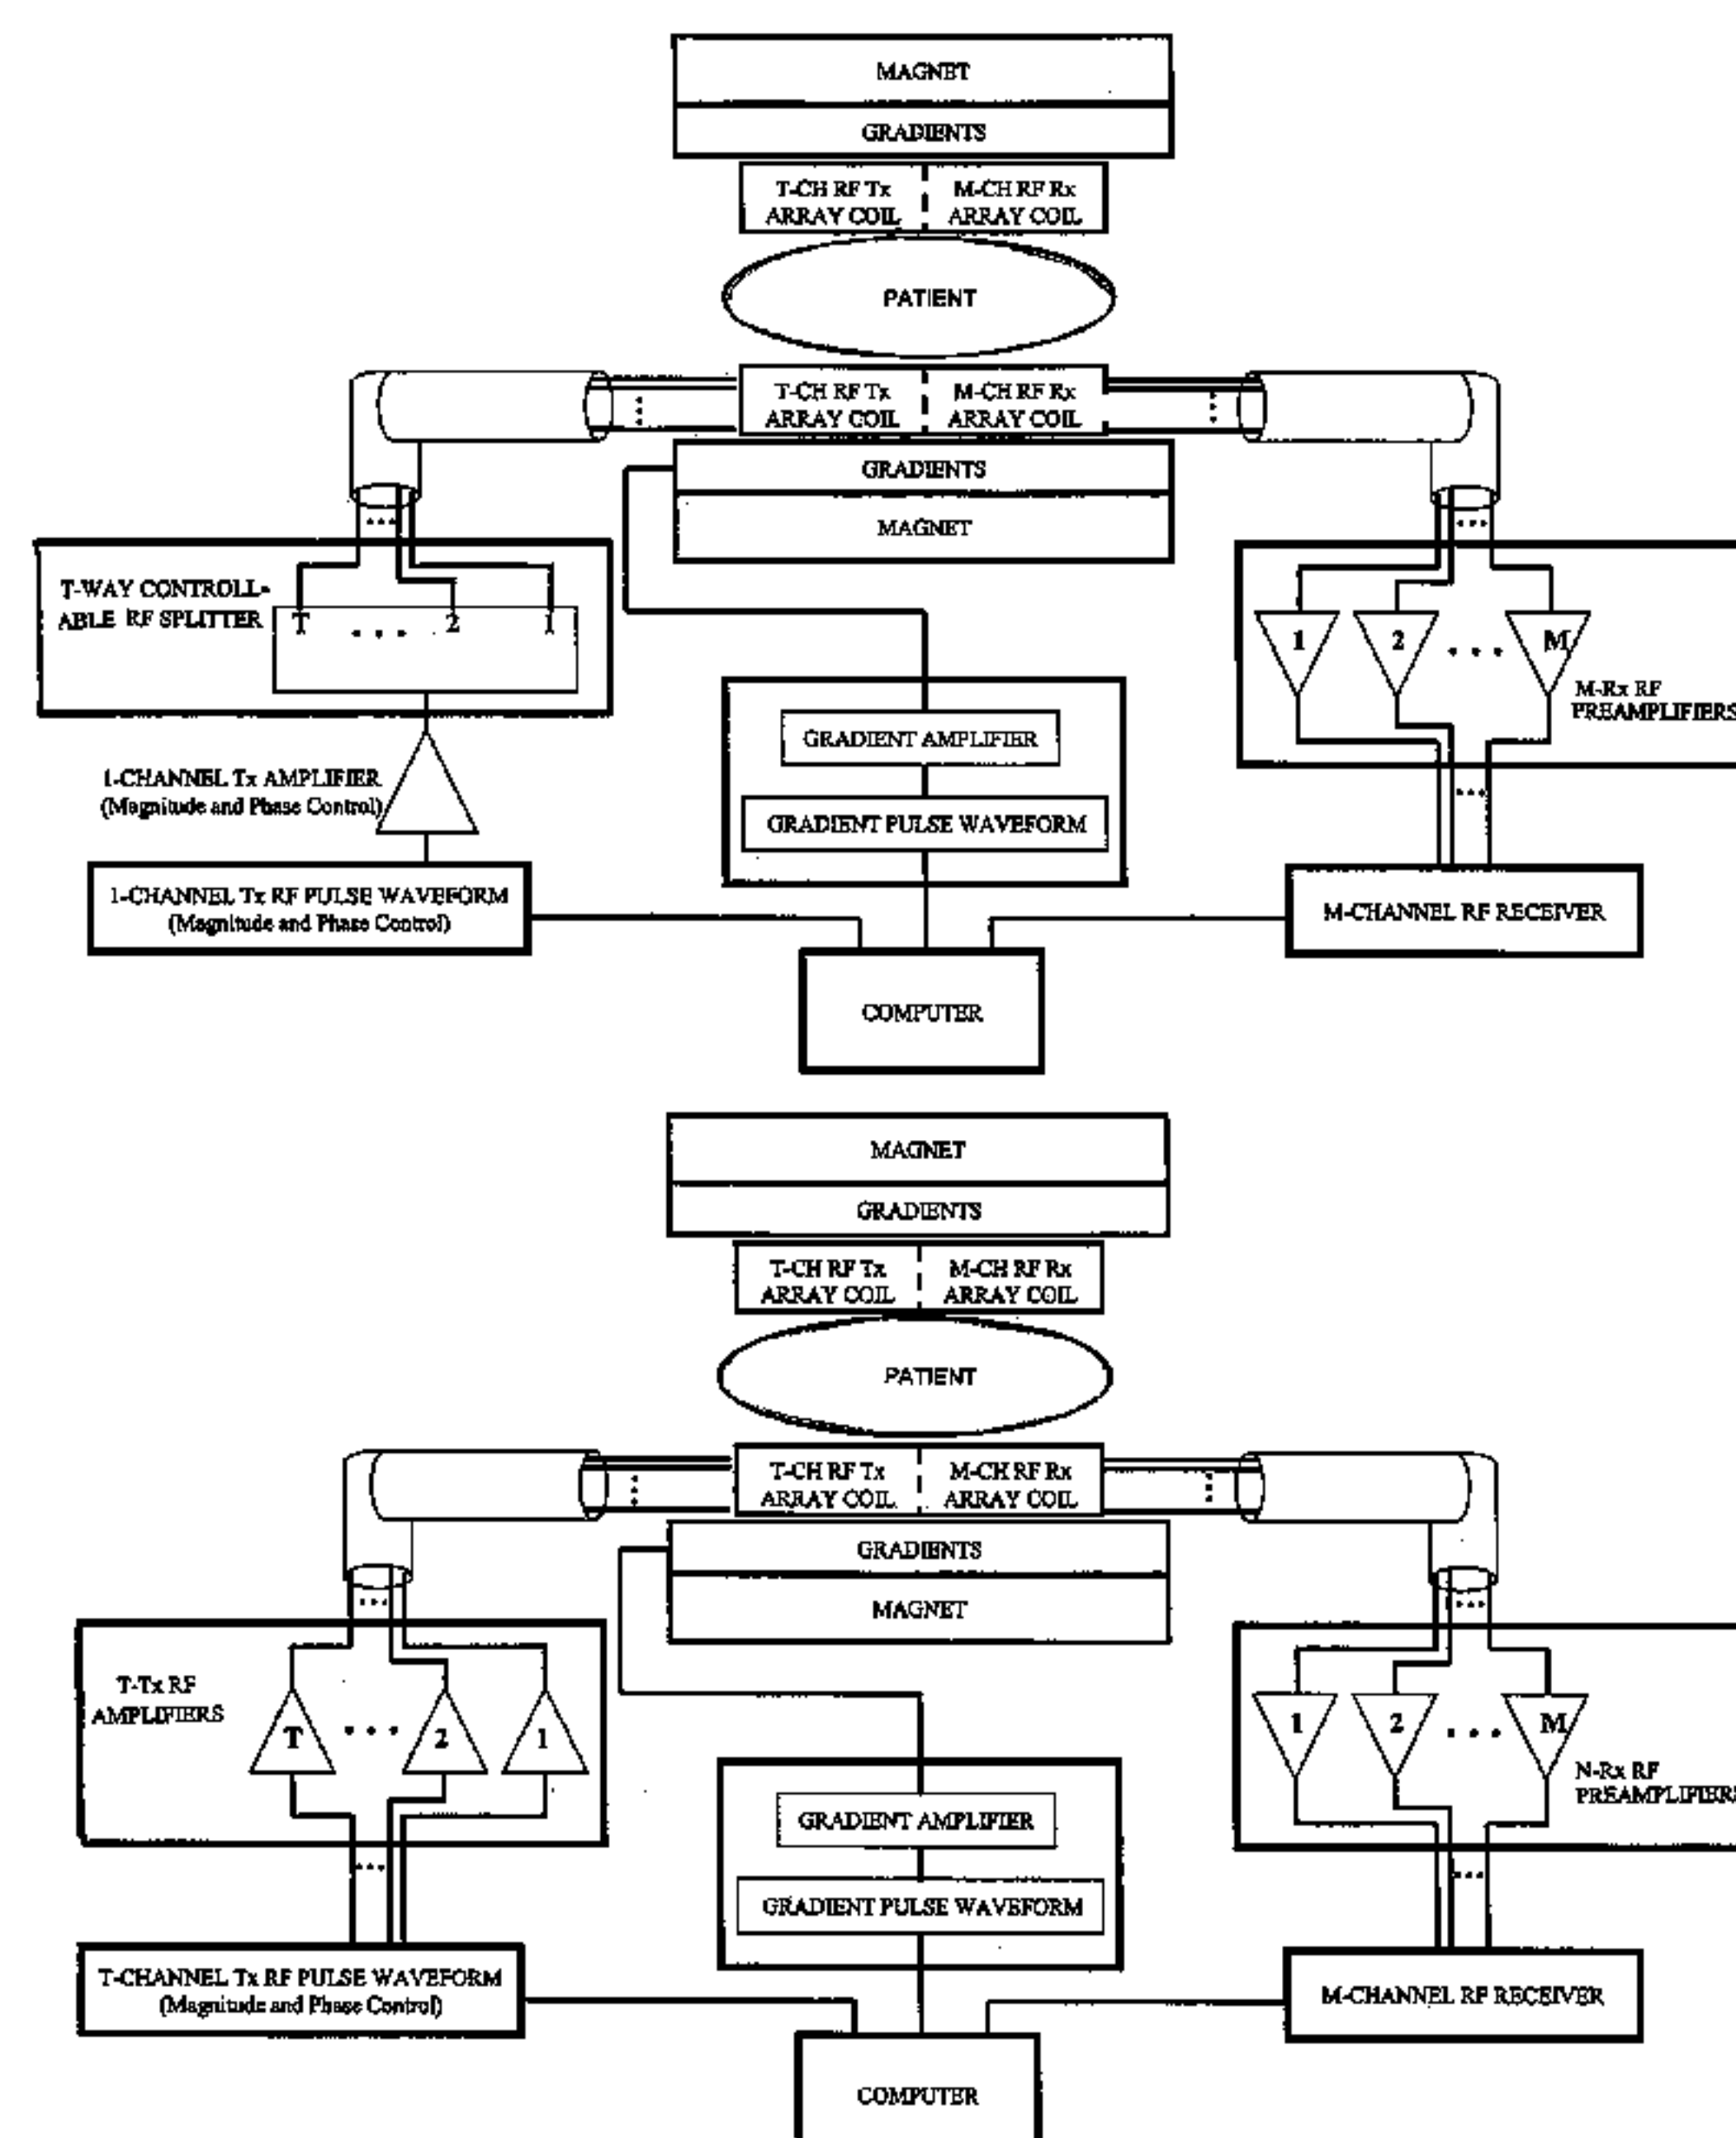 MAGNET
GRADIENTS
T-CH RF Tx
ARRAY COIL
M-CH RF Rx
ARRAY COIL
PATIENT
T-CH RF Tx
ARRAY COIL
M-CH RF Rx
ARRAY COIL
GRADIENTS
MAGNET
T-WAY CONTROLL-
ABLE RF SPLITTER
T ... 2 1
1 2 ... M
M-Rx RF
PREAMPLIFIERS
1-CHANNEL Tx AMPLIFIER
(Magnitude and Phase Control)
GRADIENT AMPLIFIER
GRADIENT PULSE WAVEFORM
1-CHANNEL Tx RF PULSE WAVEFORM
(Magnitude and Phase Control)
M-CHANNEL RF RECEIVER
COMPUTER
MAGNET
GRADIENTS
T-CH RF Tx
ARRAY COIL
M-CH RF Rx
ARRAY COIL
PATIENT
T-CH RF Tx
ARRAY COIL
M-CH RF Rx
ARRAY COIL
GRADIENTS
MAGNET
T-Tx RF
AMPLIFIERS
T ... 2 1
1 2 ... M
N-Rx RF
PREAMPLIFIERS
GRADIENT AMPLIFIER
GRADIENT PULSE WAVEFORM
T-CHANNEL Tx RF PULSE WAVEFORM
(Magnitude and Phase Control)
M-CHANNEL RF RECEIVER
COMPUTER